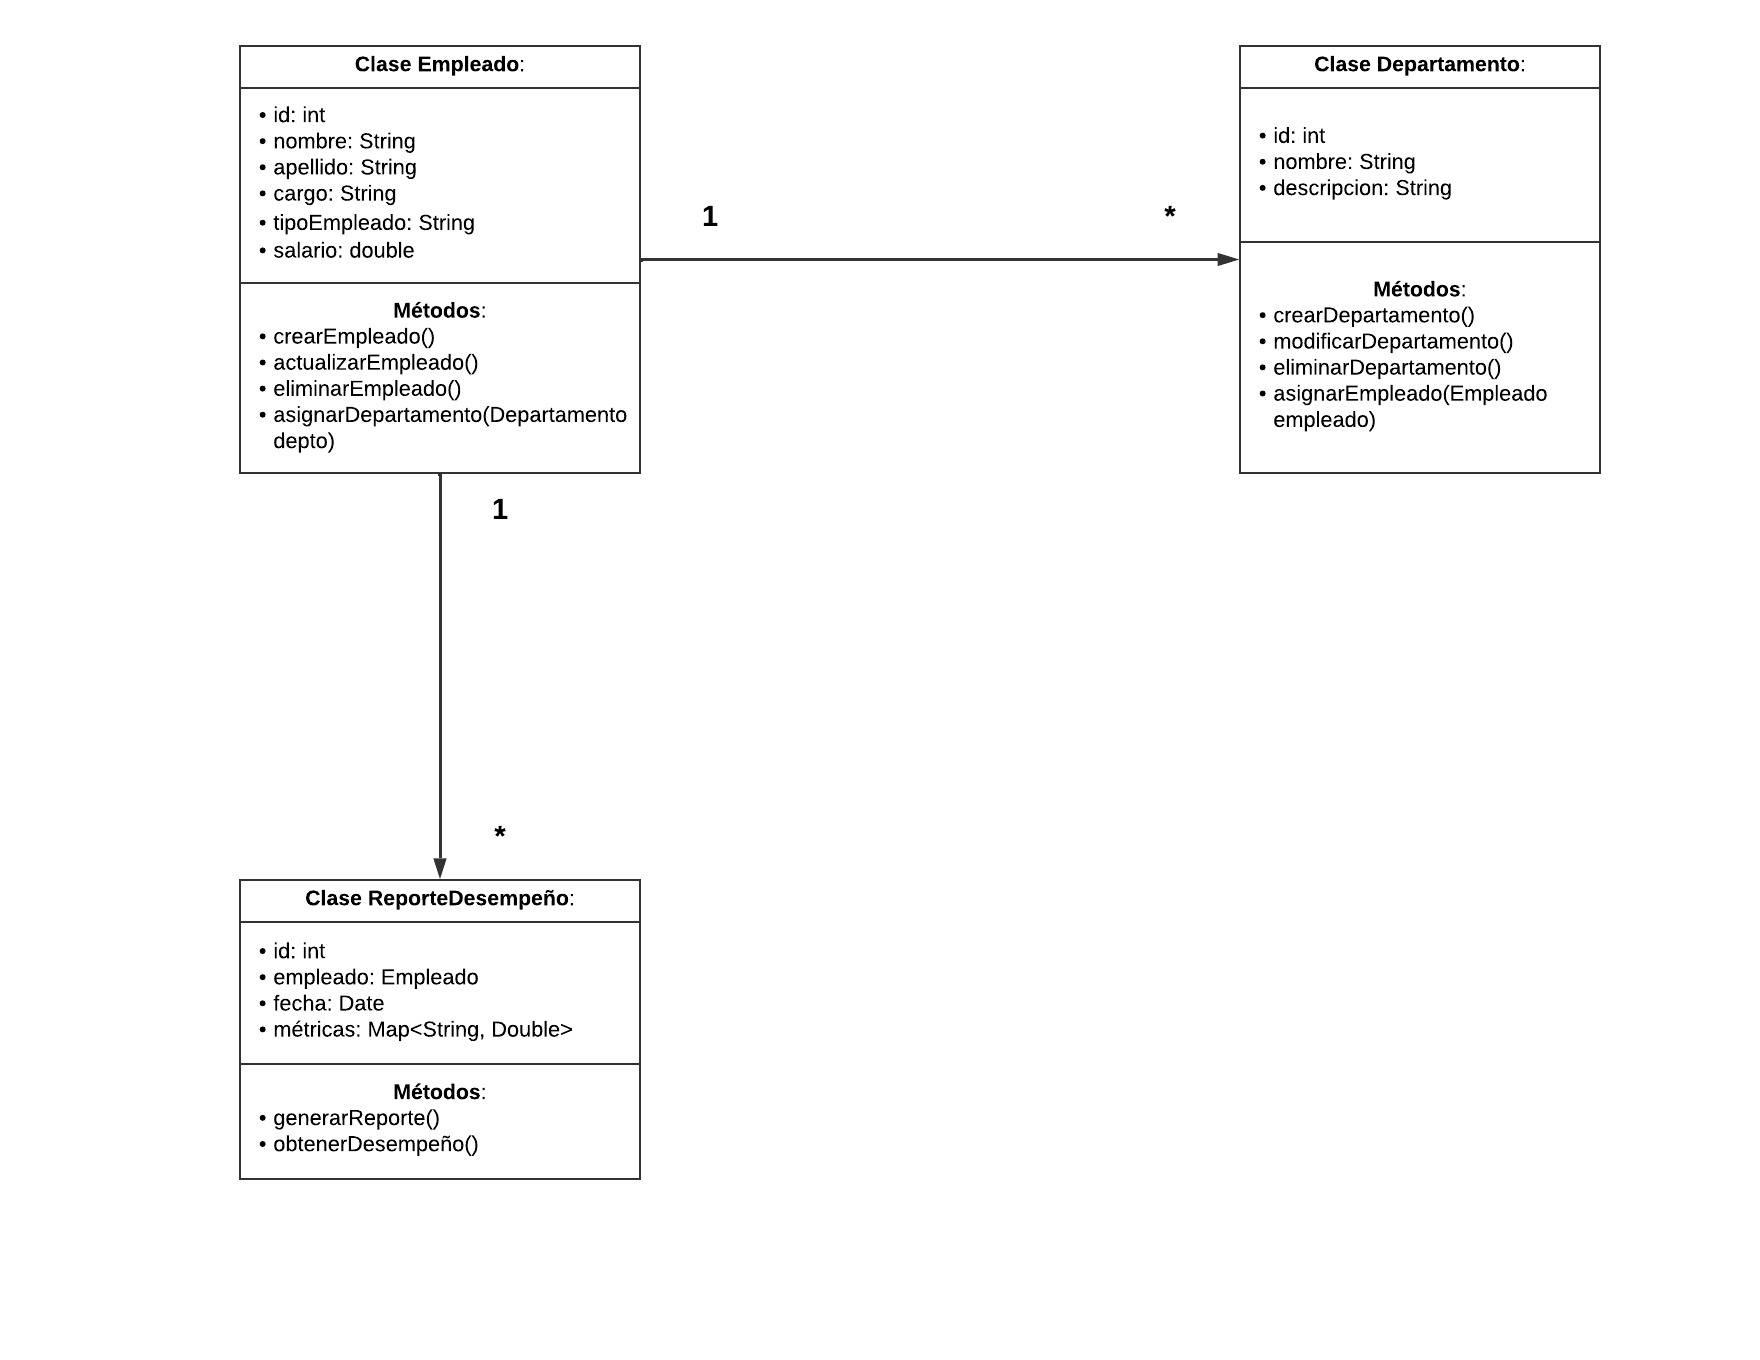 Clase Empleado:
• id: int
• nombre: String
• apellido: String
• cargo: String
• tipoEmpleado: String
• salario: double
Métodos:
• crearEmpleado()
• actualizarEmpleado()
• eliminarEmpleado()
• asignarDepartamento(Departamento
depto)
1
*
Clase Departamento:
• id: int
• nombre: String
• descripcion: String
Métodos:
• crearDepartamento()
• modificarDepartamento()
• eliminarDepartamento()
• asignarEmpleado(Empleado
empleado)
1
*
Clase ReporteDesempeño:
• id: int
• empleado: Empleado
• fecha: Date
• métricas: Map<String, Double>
Métodos:
• generarReporte()
• obtenerDesempeño()